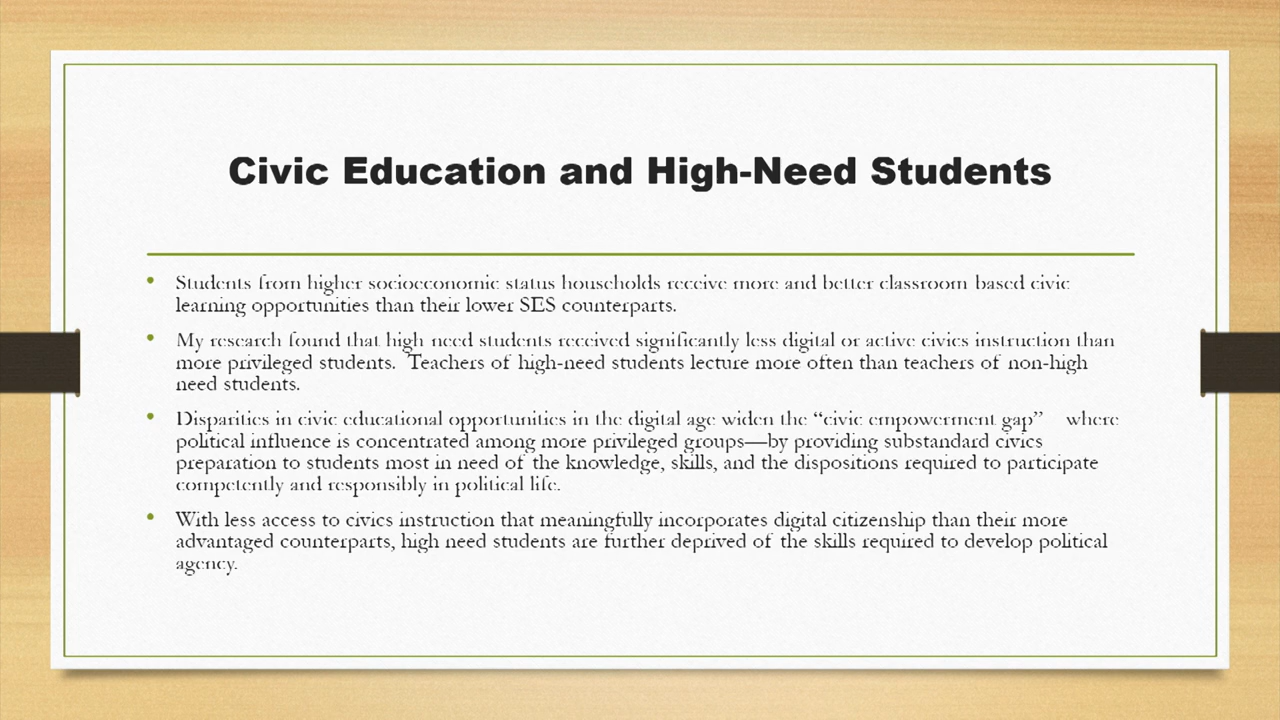 Civic Education and High-Need Students
• Students from higher socioeconomic status households receive more and better classroom based civic
learning opportunities than their lower SES counterparts.
• My research found that high need students received significantly less digital or active civics instruction than
more privileged students.  Teachers of high-need students lecture more often than teachers of non-high
need students.
• Disparities in civic educational opportunities in the digital age widen the “civic empowerment gap” where
political influence is concentrated among more privileged groups—by providing substandard civics
preparation to students most in need of the knowledge, skills, and the dispositions required to participate
competently and responsibly in political life.
• With less access to civics instruction that meaningfully incorporates digital citizenship than their more
advantaged counterparts, high need students are further deprived of the skills required to develop political
agency.